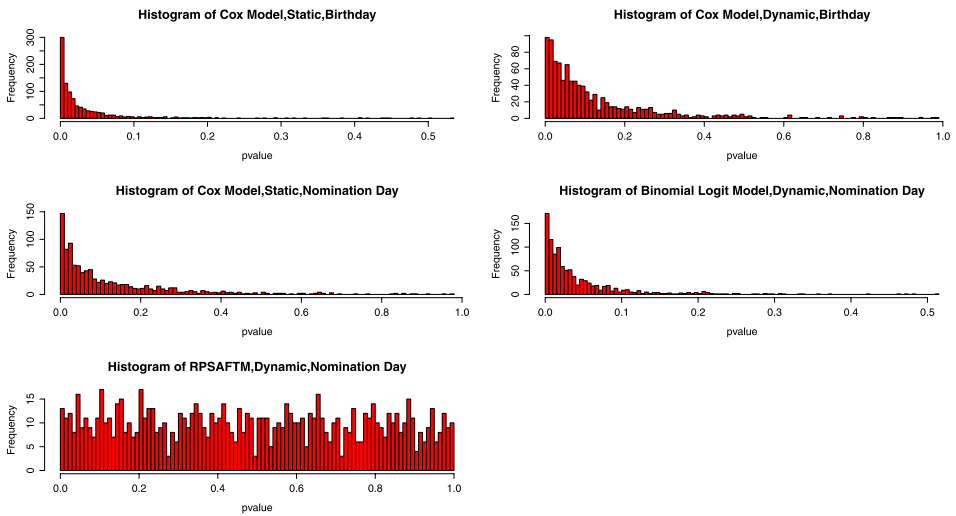 Histogram of Cox Model,Static,Birthday
Frequency
0 100 200 300
0.0 0.1 0.2 0.3 0.4 0.5
pvalue
Histogram of Cox Model,Dynamic,Birthday
Frequency
0 20 40 60 80
0.0 0.2 0.4 0.6 0.8 1.0
pvalue
Histogram of Cox Model,Static,Nomination Day
Frequency
0 50 100 150
0.0 0.2 0.4 0.6 0.8 1.0
pvalue
Histogram of Binomial Logit Model,Dynamic,Nomination Day
Frequency
0 50 100 150
0.0 0.1 0.2 0.3 0.4 0.5
pvalue
Histogram of RPSAFTM,Dynamic,Nomination Day
Frequency
0 5 10 15
0.0 0.2 0.4 0.6 0.8 1.0
pvalue